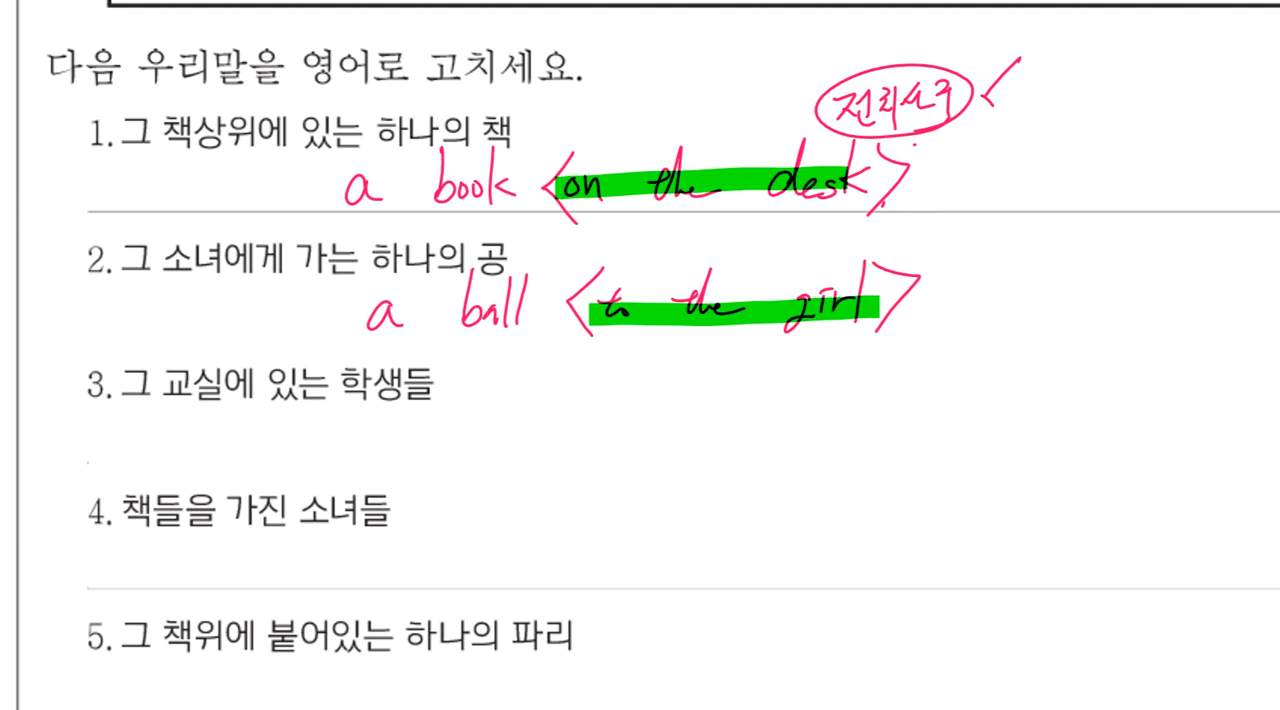 다음 우리말을 영어로 고치세요.
전치사구
1. 그 책상위에 있는 하나의 책
a book <on the desk>
2. 그 소녀에게 가는 하나의 공
a ball <to the girl>
3. 그 교실에 있는 학생들
4. 책들을 가진 소녀들
5. 그 책위에 붙어있는 하나의 파리